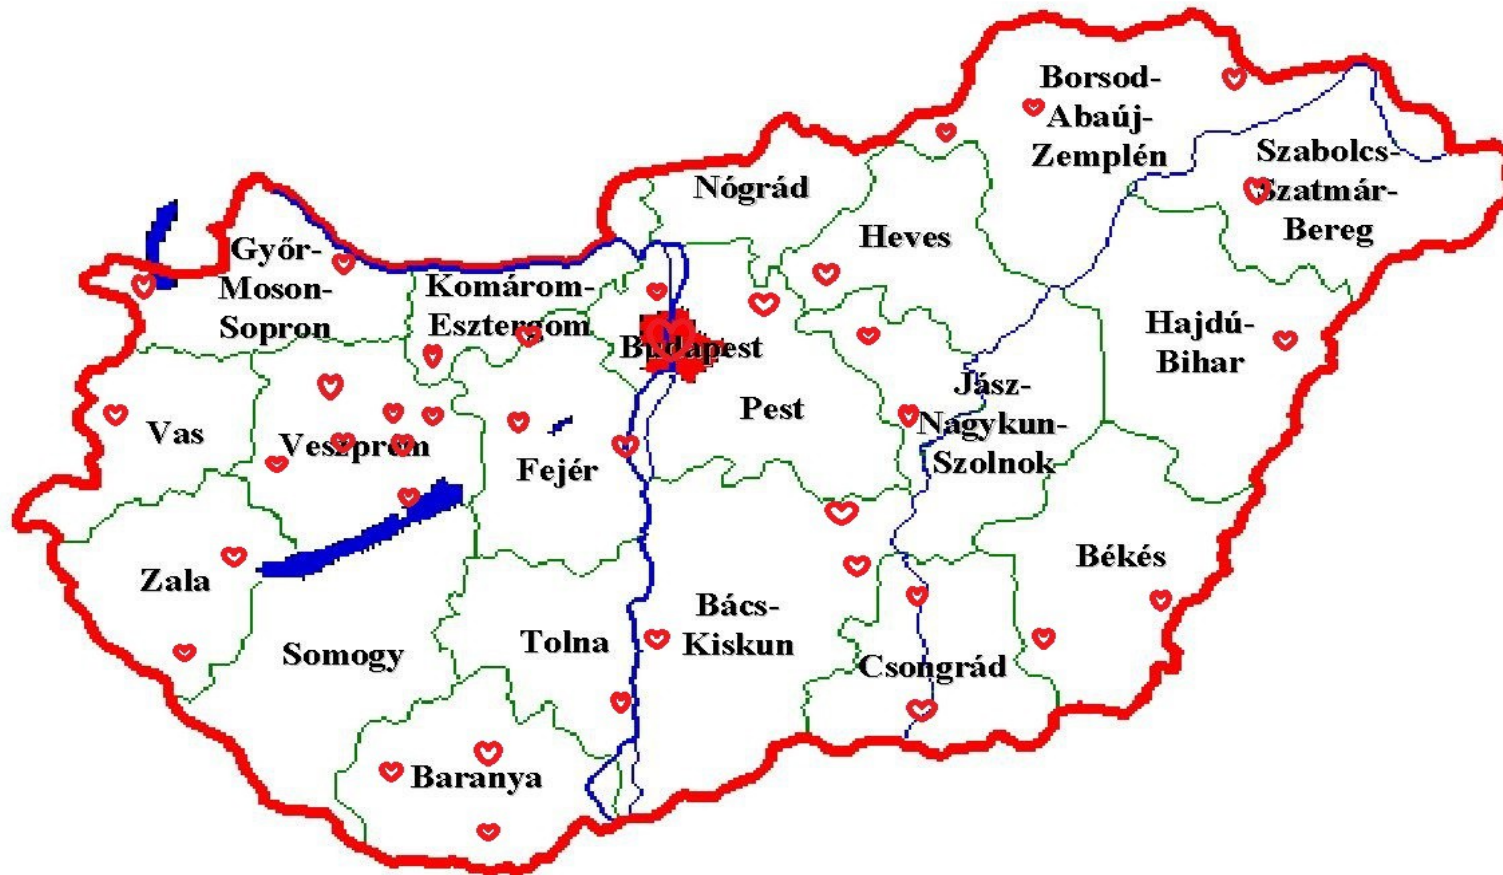 Borsod-
Abaúj-
Zemplén
Szabolcs-
Szatmár-
Bereg
Nógrád
Heves
Győr-
Moson-
Sopron
Komárom-
Esztergom
Budapest
Hajdú-
Bihar
Jász-
Nagykun-
Szolnok
Pest
Vas
Veszprém
Fejér
Zala
Békés
Bács-
Kiskun
Tolna
Somogy
Csongrád
Baranya